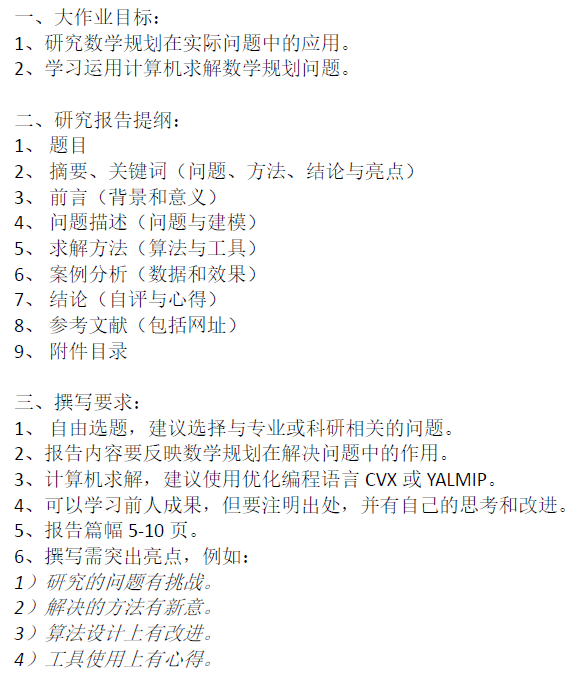 一、大作业目标：
1、研究数学规划在实际问题中的应用。
2、学习运用计算机求解数学规划问题。
二、研究报告提纲：
1、 题目
2、 摘要、关键词（问题、方法、结论与亮点）
3、 前言（背景和意义）
4、 问题描述（问题与建模）
5、 求解方法（算法与工具）
6、 案例分析（数据和效果）
7、 结论（自评与心得）
8、 参考文献（包括网址）
9、 附件目录
三、撰写要求：
1、 自由选题，建议选择与专业或科研相关的问题。
2、报告内容要反映数学规划在解决问题中的作用。
3、计算机求解，建议使用优化编程语言 CVX 或 YALMIP。
4、可以学习前人成果，但要注明出处，并有自己的思考和改进。
5、报告篇幅 5-10 页。
6、撰写需突出亮点，例如：
1）研究的问题有挑战。
2）解决的方法有新意。
3）算法设计上有改进。
4）工具使用上有心得。